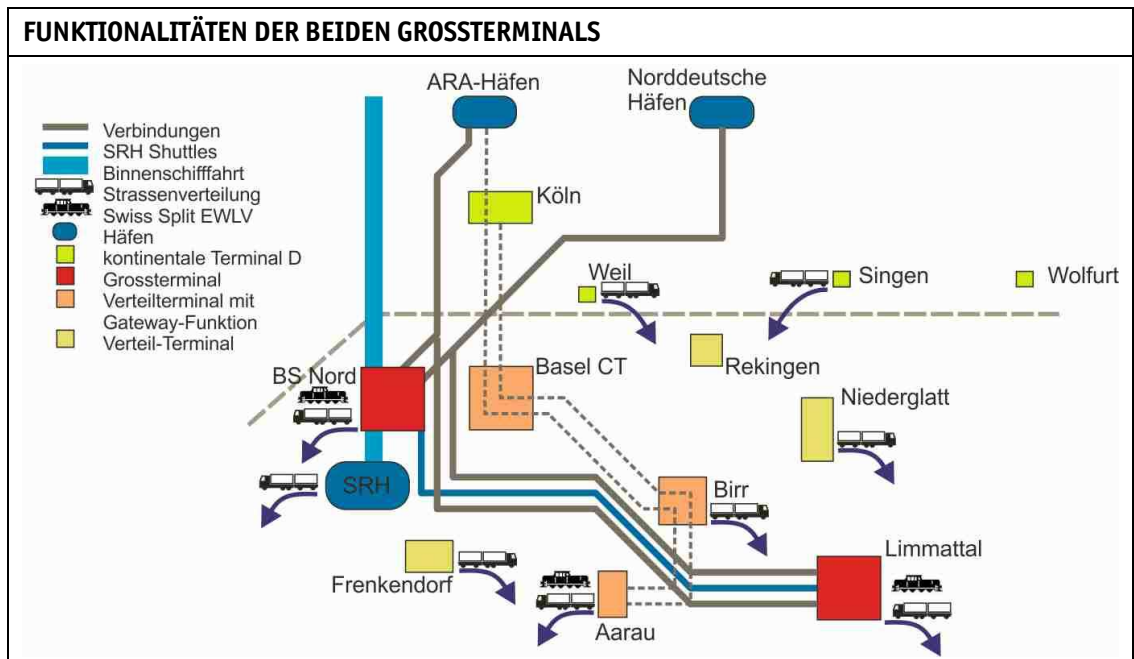 FUNKTIONALITÄTEN DER BEIDEN GROSSTERMINALS
ARA-Häfen
Norddeutsche
Häfen
Verbindungen
SRH Shuttles
Binnenschifffahrt
Strassenverteilung
Swiss Split EWLV
Häfen
kontinentale Terminal D
Grossterminal
Verteilterminal mit
Gateway-Funktion
Verteil-Terminal
Köln
Weil
Singen
Wolfurt
BS Nord
Basel CT
Rekingen
Niederglatt
SRH
Birr
Limmattal
Frenkendorf
Aarau